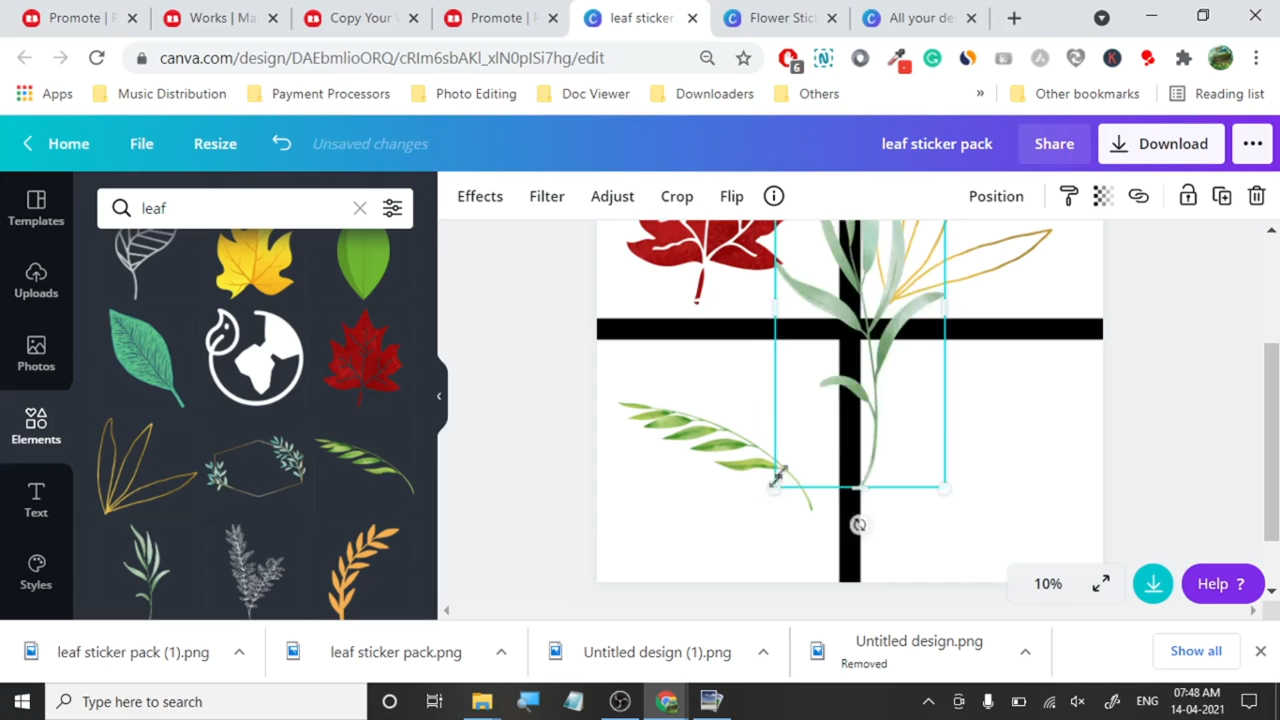 Promote | R
Works | Ma
Copy Your V
Promote | R
leaf sticker
Flower Stic
All your de
canva.com/design/DAEbmlioORQ/cRIm6sbAKl_xlN0pISi7hg/edit
6
Apps
Music Distribution
Payment Processors
Photo Editing
Doc Viewer
Downloaders
Others
»
Other bookmarks
Reading list
Home
File
Resize
Unsaved changes
leaf sticker pack
Share
Download
Templates
leaf
Effects
Filter
Adjust
Crop
Flip
Position
Uploads
Photos
Elements
Text
Styles
10%
Help ?
leaf sticker pack (1).png
leaf sticker pack.png
Untitled design (1).png
Untitled design.png
Removed
Show all
Type here to search
ENG
07:48 AM
14-04-2021